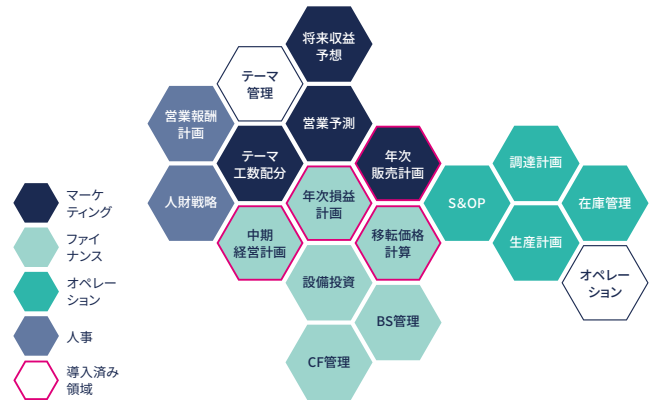 将来収益
予想
テーマ
管理
営業報酬
計画
営業予測
テーマ
工数配分
年次
販売計画
調達計画
人財戦略
年次損益
計画
S&OP
在庫管理
中期
経営計画
移転価格
計算
生産計画
設備投資
オペレー
ション
BS管理
CF管理
マーケ
ティング
ファイ
ナンス
オペレー
ション
人事
導入済み
領域